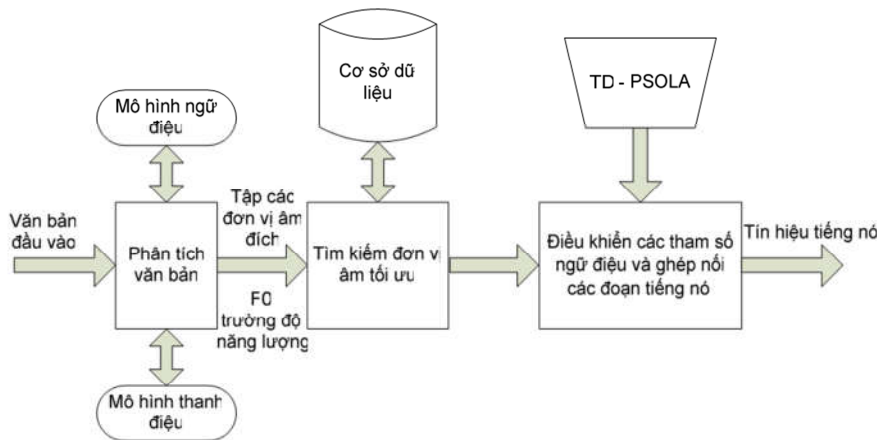 Cơ sở dữ
liệu
TD - PSOLA
Mô hình ngữ
điệu
Văn bản
đầu vào
Phân tích
văn bản
Tập các
đơn vị âm
đích
F0
trường độ
năng lượng
Tìm kiếm đơn vị
âm tối ưu
Điều khiển các tham số
ngữ điệu và ghép nối
các đoạn tiếng nó
Tín hiệu tiếng nó
Mô hình thanh
điệu